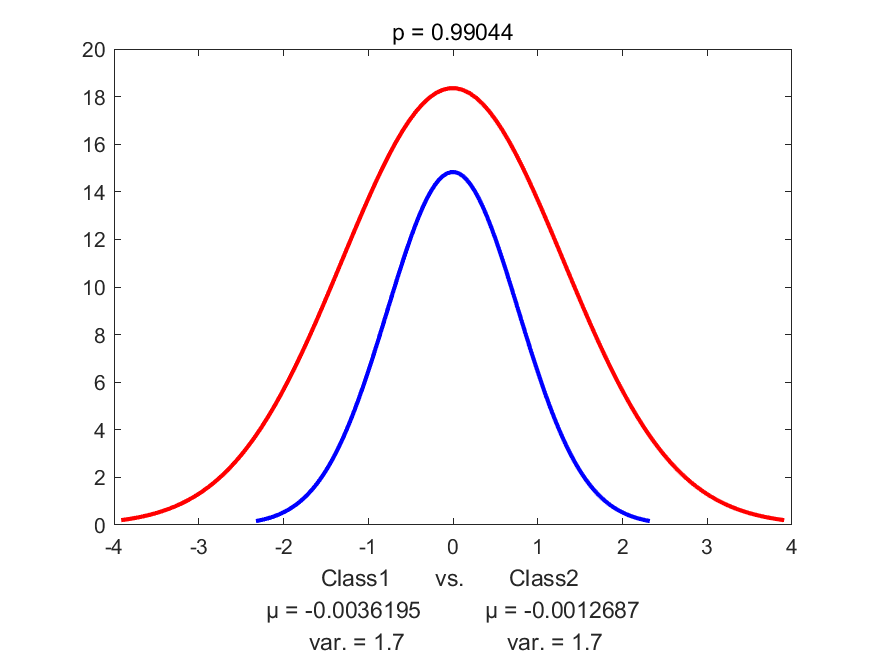 p = 0.99044
20
18
16
14
12
10
8
6
4
2
0
-4 -3 -2 -1 0 1 2 3 4
Class1 vs. Class2
μ = -0.0036195 μ = -0.0012687
var. = 1.7 var. = 1.7